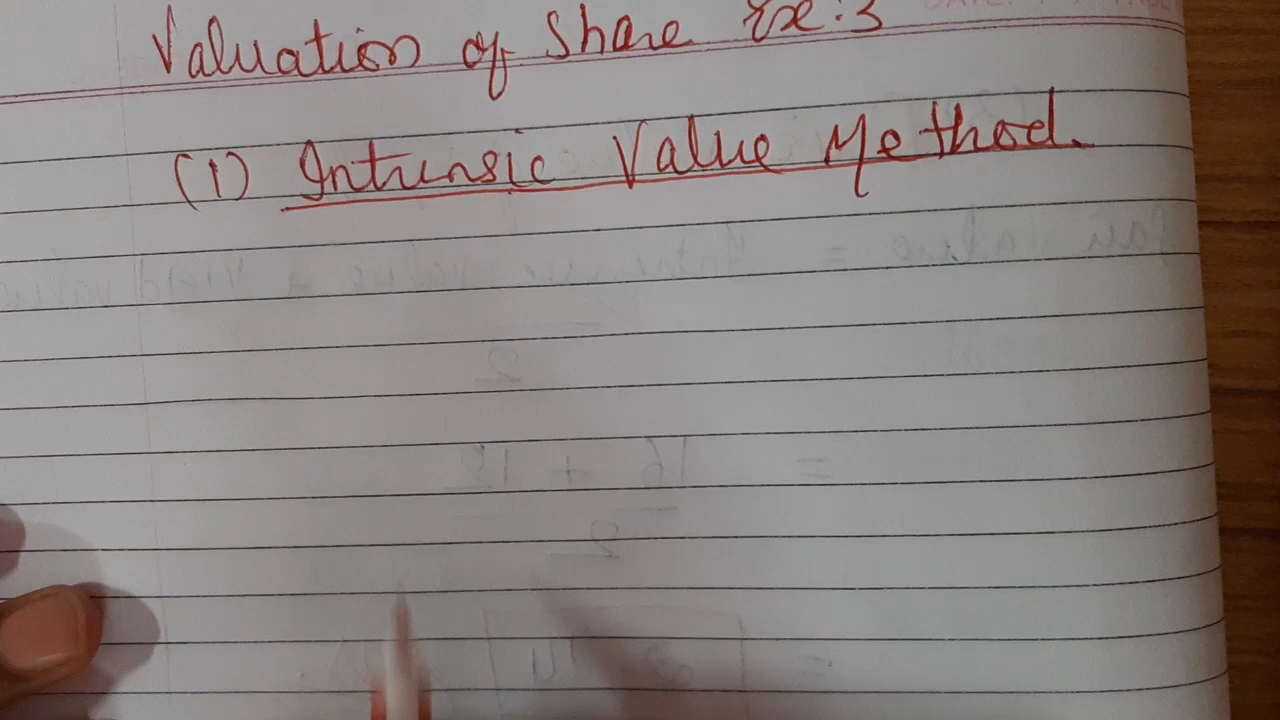 Valuation of Share Ex:3
(1) Intrinsic Value Method.